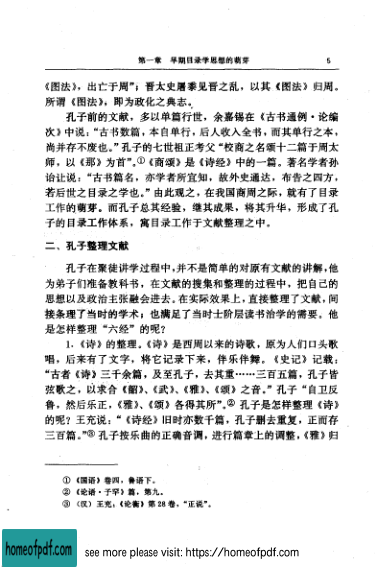 第一章 早期目录学思想的萌芽 5
《图法》，出亡于周”；晋太史屠黍见晋之乱，以其《图法》归周。
所谓《图法》，即为政化之典志。
孔子前的文献，多以单篇行世，余嘉锡在《古书通例·论编
次》中说：“古书数篇，本自单行，后人收入全书，而其单行之本，
尚并存不废也。”孔子的七世祖正考父“校商之名颂十二篇于周太
师，以《那》为首”。①《商颂》是《诗经》中的一篇。著名学者孙
诒让说：“古书篇名，亦学者所宜知，故外史通达，布告之四方，
若后世之目录之学也。”由此观之，在我国商周之际，就有了目录
工作的萌芽。而孔子总其经验，继其成果，将其升华，形成了孔
子的目录工作体系，寓目录工作于文献整理之中。
二、孔子整理文献
孔子在聚徒讲学过程中，并不是简单的对原有文献的讲解，他
为弟子们准备教科书，在文献的搜集和整理的过程中，把自己的
思想以及政治主张融会进去。在实际效果上，直接整理了文献，间
接条理了当时的学术；也满足了当时士阶层读书治学的需要。他
是怎样整理“六经”的呢？
1.《诗》的整理。《诗》是西周以来的诗歌，原为人们口头歌
唱，后来有了文字，将它记录下来，伴乐伴舞。《史记》记载：
“古者《诗》三千余篇，及至孔子，去其重……三百五篇，孔子皆
弦歌之，以求合《韶》、《武》、《雅》、《颂》之音。”孔子“自卫反
鲁，然后乐正，《雅》、《颂》各得其所”。②孔子是怎样整理《诗》
的呢？王充说：“《诗经》旧时亦数千篇，孔子删去重复，正而存
三百篇。”③孔子按乐曲的正确音调，进行篇章上的调整，《雅》归
①《国语》卷四，鲁语下。
②《论语·子罕》篇，第九。
③（汉）王充：《论衡》第28卷，“正说”。
homeofpdf.com
see more please visit: https://homeofpdf.com